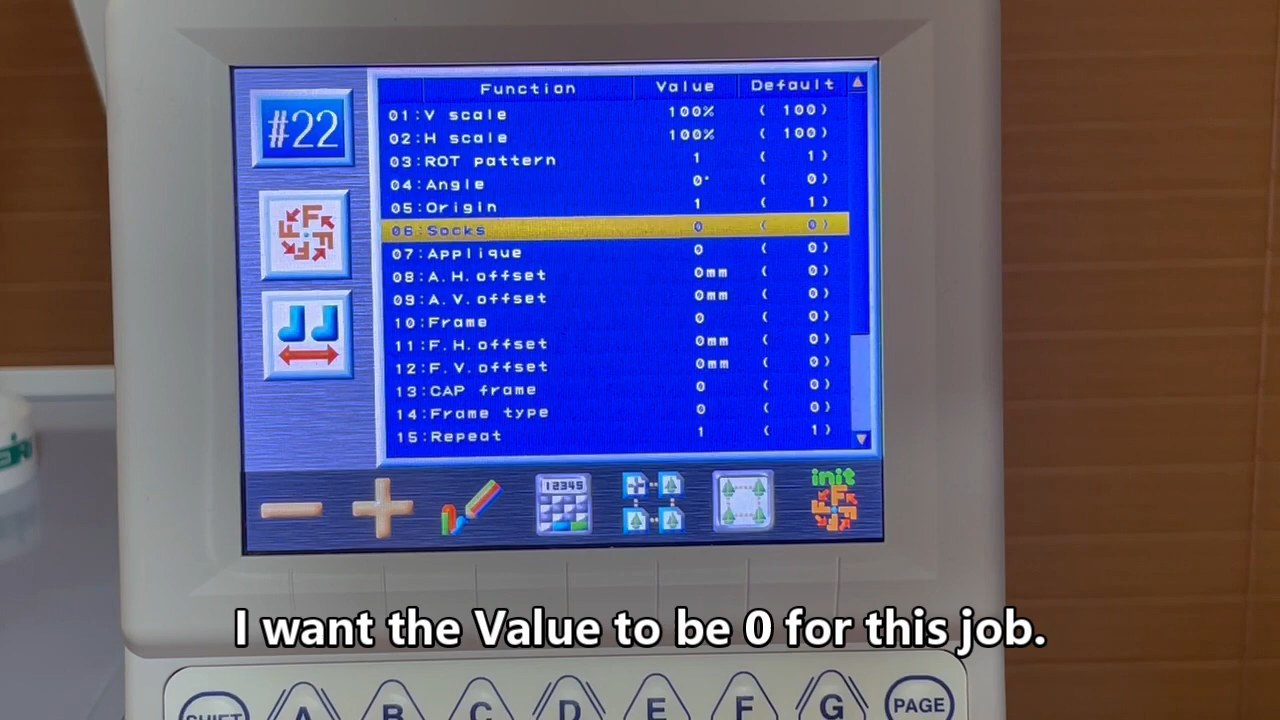 #22
Function Value Default
01:V scale 100% ( 100)
02:H scale 100% ( 100)
03:ROT pattern 1 ( 1)
04:Angle 0° ( 0)
05:Origin 1 ( 1)
06:Socks 0 ( 0)
07:Applique 0 ( 0)
08:A.H.offset 0mm ( 0)
09:A.V.offset 0mm ( 0)
10:Frame 0 ( 0)
11:F.H.offset 0mm ( 0)
12:F.V.offset 0mm ( 0)
13:CAP frame 0 ( 0)
14:Frame type 0 ( 0)
15:Repeat 1 ( 1)
12345
init
I want the Value to be 0 for this job.
SHIFT A B C D E F G PAGE